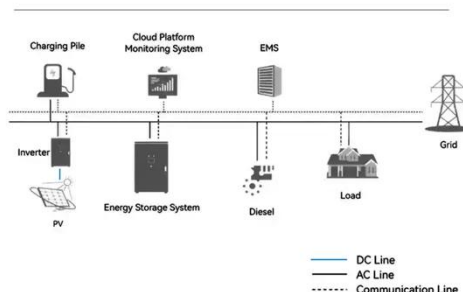 Charging Pile
Cloud Platform
Monitoring System
EMS
Grid
Inverter
PV
Energy Storage System
Diesel
Load
DC Line
AC Line
Communication Line